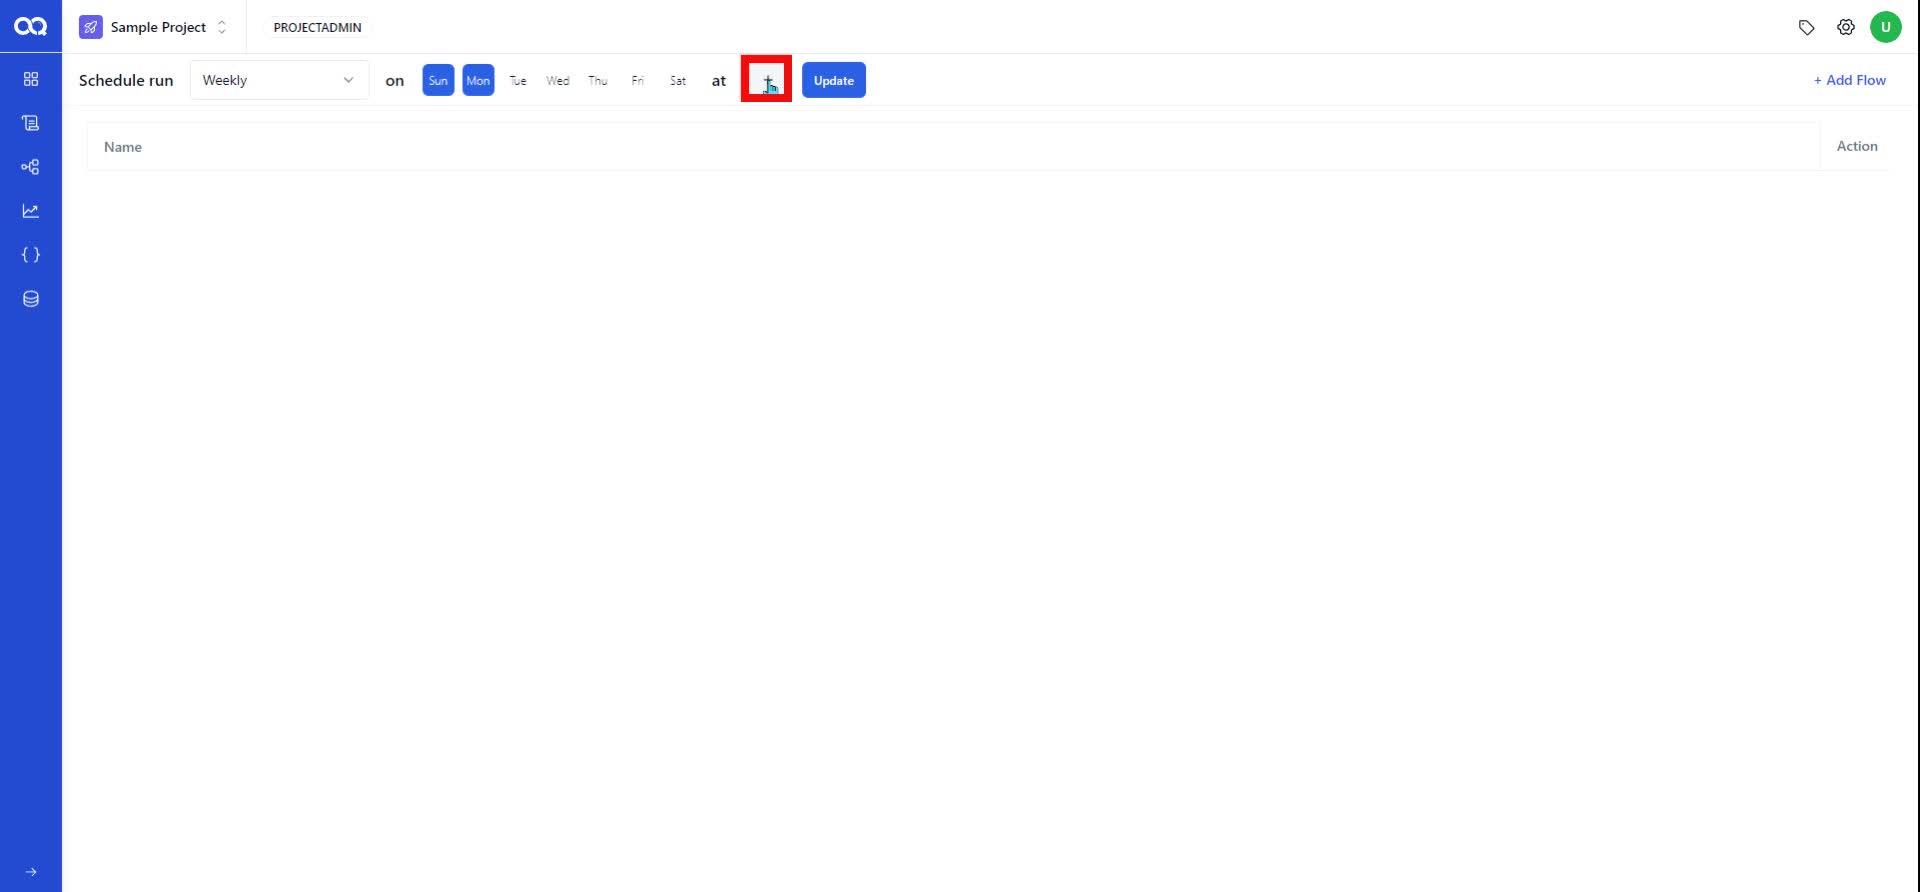 Sample Project PROJECTADMIN U
Schedule run Weekly on Sun Mon Tue Wed Thu Fri Sat at + Update + Add Flow
Name Action